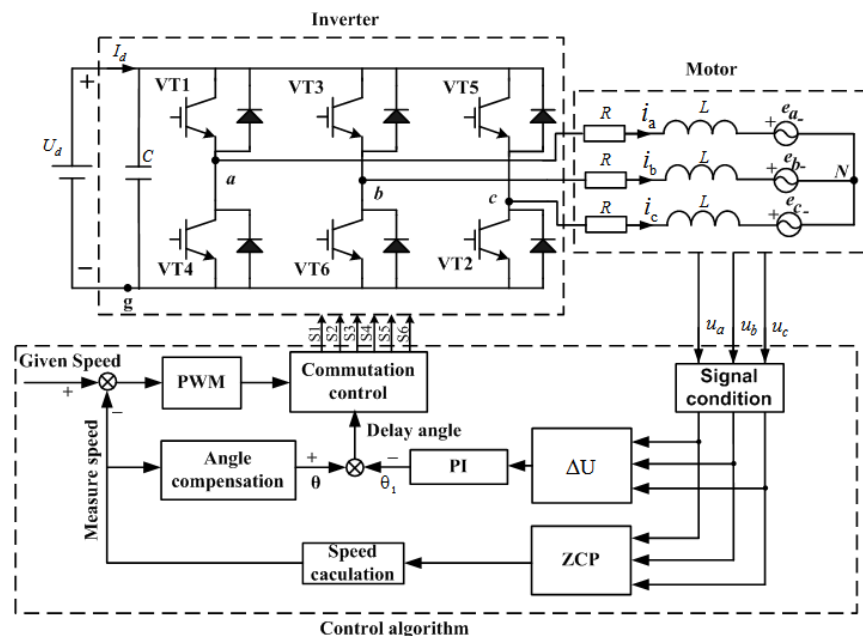 Inverter
I_d
VT1
VT3
VT5
Motor
+
U_d
C
a
b
c
R
i_a
L
+
e_a-
R
i_b
L
+
e_b-
N
R
i_c
L
+
e_c-
VT4
VT6
VT2
−
g
S1
S2
S3
S4
S5
S6
u_a
u_b
u_c
Given Speed
+
−
PWM
Commutation
control
Signal
condition
Delay angle
Measure speed
Angle
compensation
+
θ
−
θ_1
PI
ΔU
Speed
caculation
ZCP
Control algorithm